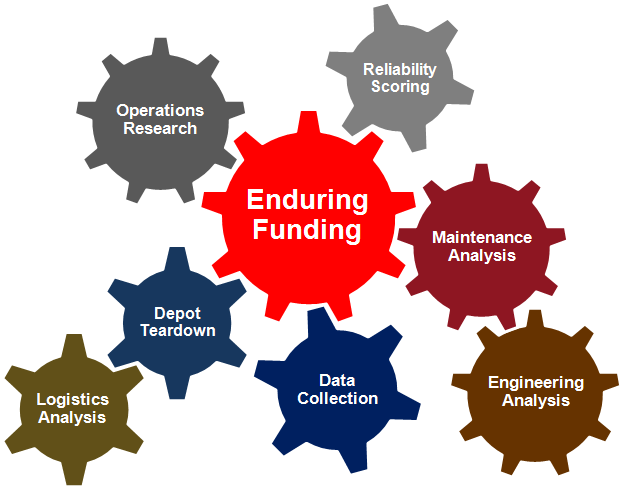 Reliability
Scoring
Operations
Research
Enduring
Funding
Maintenance
Analysis
Depot
Teardown
Data
Collection
Engineering
Analysis
Logistics
Analysis